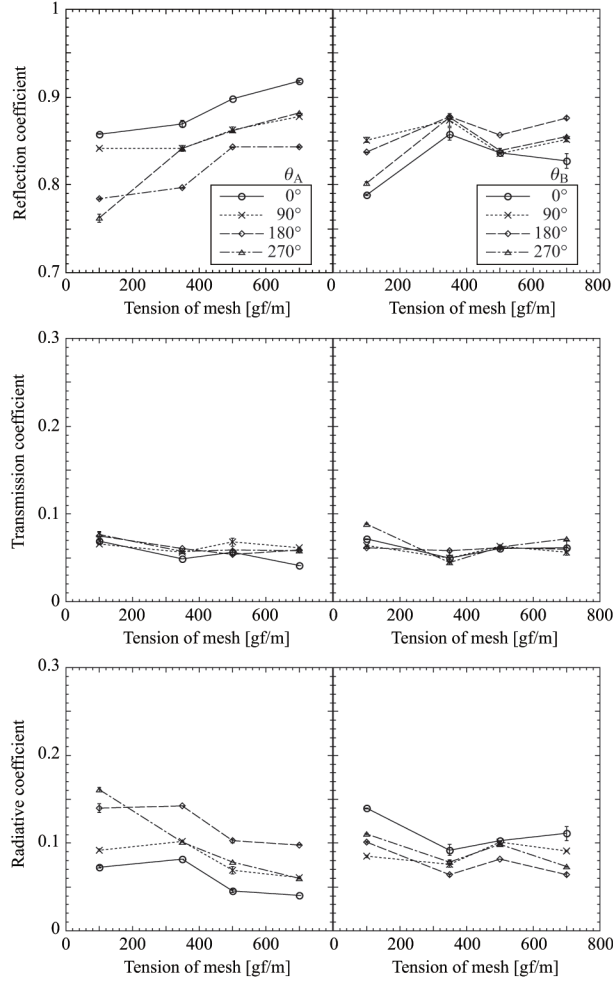 1
0.9
0.8
0.7
Reflection coefficient
θA
0°
90°
180°
270°
θB
0°
90°
180°
270°
0 200 400 600 0 200 400 600 800
Tension of mesh [gf/m] Tension of mesh [gf/m]
0.3
0.2
0.1
0
Transmission coefficient
0 200 400 600 0 200 400 600 800
Tension of mesh [gf/m] Tension of mesh [gf/m]
0.3
0.2
0.1
0
Radiative coefficient
0 200 400 600 0 200 400 600 800
Tension of mesh [gf/m] Tension of mesh [gf/m]